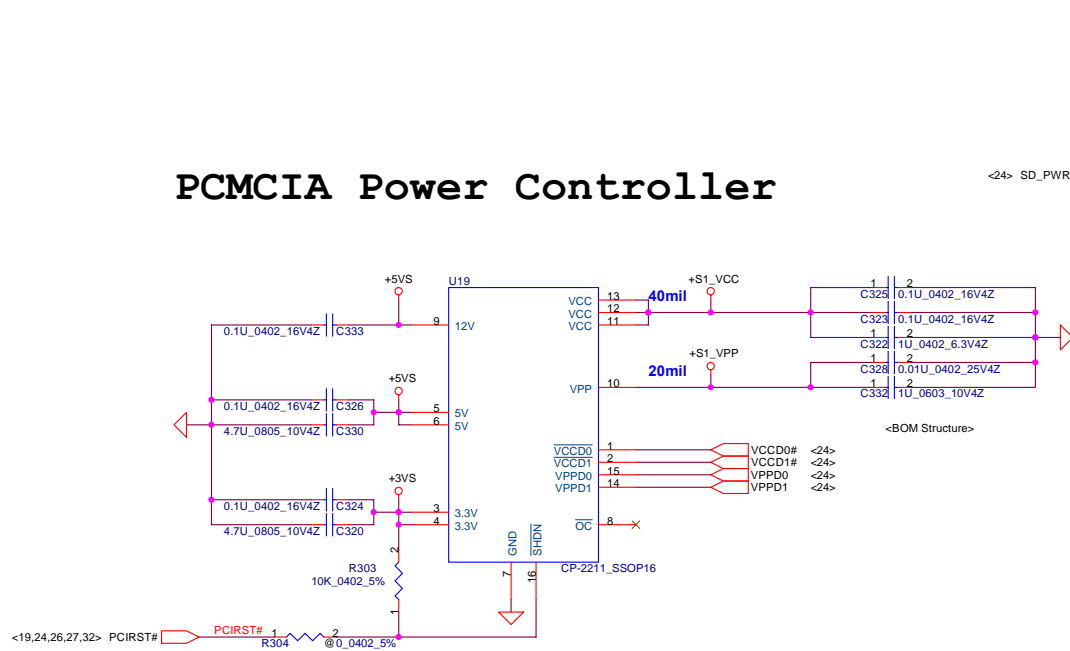 PCMCIA Power Controller
<24> SD_PWR
+5VS
U19
+S1_VCC
1 2
C325 0.1U_0402_16V4Z
VCC 13 40mil
VCC 12
VCC 11
1 2
C323 0.1U_0402_16V4Z
0.1U_0402_16V4Z C333
9 12V
1 2
C322 1U_0402_6.3V4Z
+S1_VPP
1 2
C328 0.01U_0402_25V4Z
20mil
+5VS
VPP 10
1 2
C332 1U_0603_10V4Z
0.1U_0402_16V4Z C326
5 5V
6 5V
4.7U_0805_10V4Z C330
<BOM Structure>
VCCD0 1 VCCD0# <24>
VCCD1 2 VCCD1# <24>
VPPD0 15 VPPD0 <24>
VPPD1 14 VPPD1 <24>
+3VS
0.1U_0402_16V4Z C324
3 3.3V
4 3.3V
4.7U_0805_10V4Z C320
OC 8
GND
SHDN
2
R303
10K_0402_5%
1
7
16
CP-2211_SSOP16
<19,24,26,27,32> PCIRST#
PCIRST#
1 2
R304 @0_0402_5%